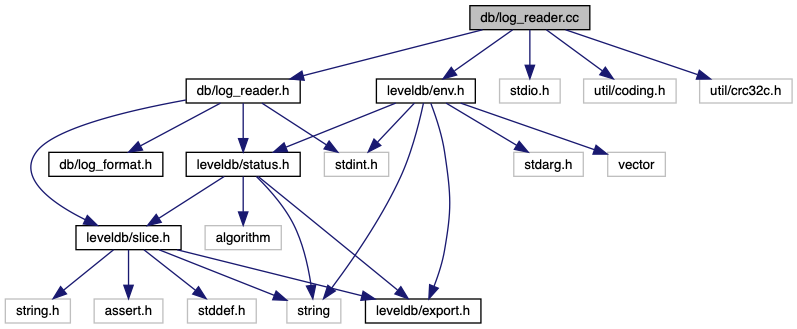 db/log_reader.cc
db/log_reader.h
leveldb/env.h
stdio.h
util/coding.h
util/crc32c.h
db/log_format.h
leveldb/status.h
stdint.h
stdarg.h
vector
leveldb/slice.h
algorithm
string.h
assert.h
stddef.h
string
leveldb/export.h